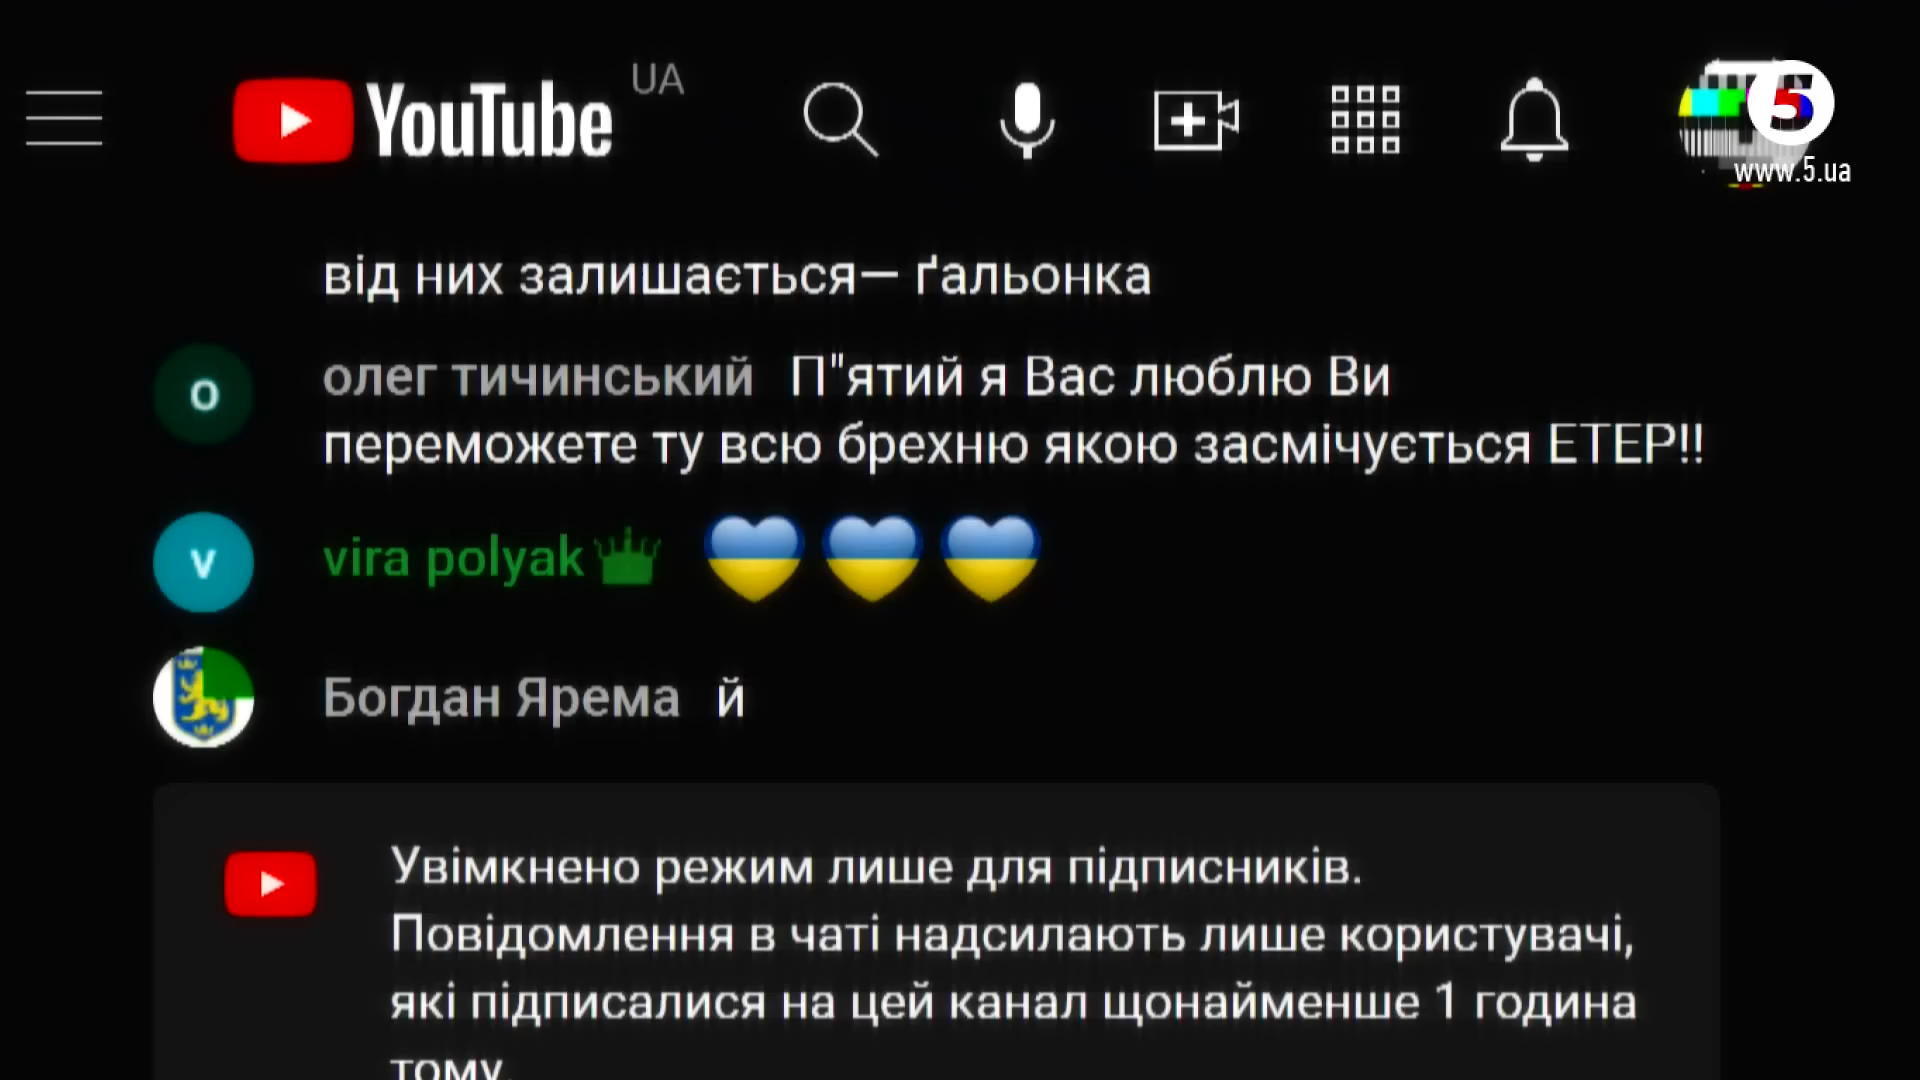 YouTube UA
5
www.5.ua
від них залишається— ґальонка
о олег тичинський П"ятий я Вас люблю Ви
переможете ту всю брехню якою засмічується ЕТЕР!!
v vira polyak
Богдан Ярема й
Увімкнено режим лише для підписників.
Повідомлення в чаті надсилають лише користувачі,
які підписалися на цей канал щонайменше 1 година
тому.